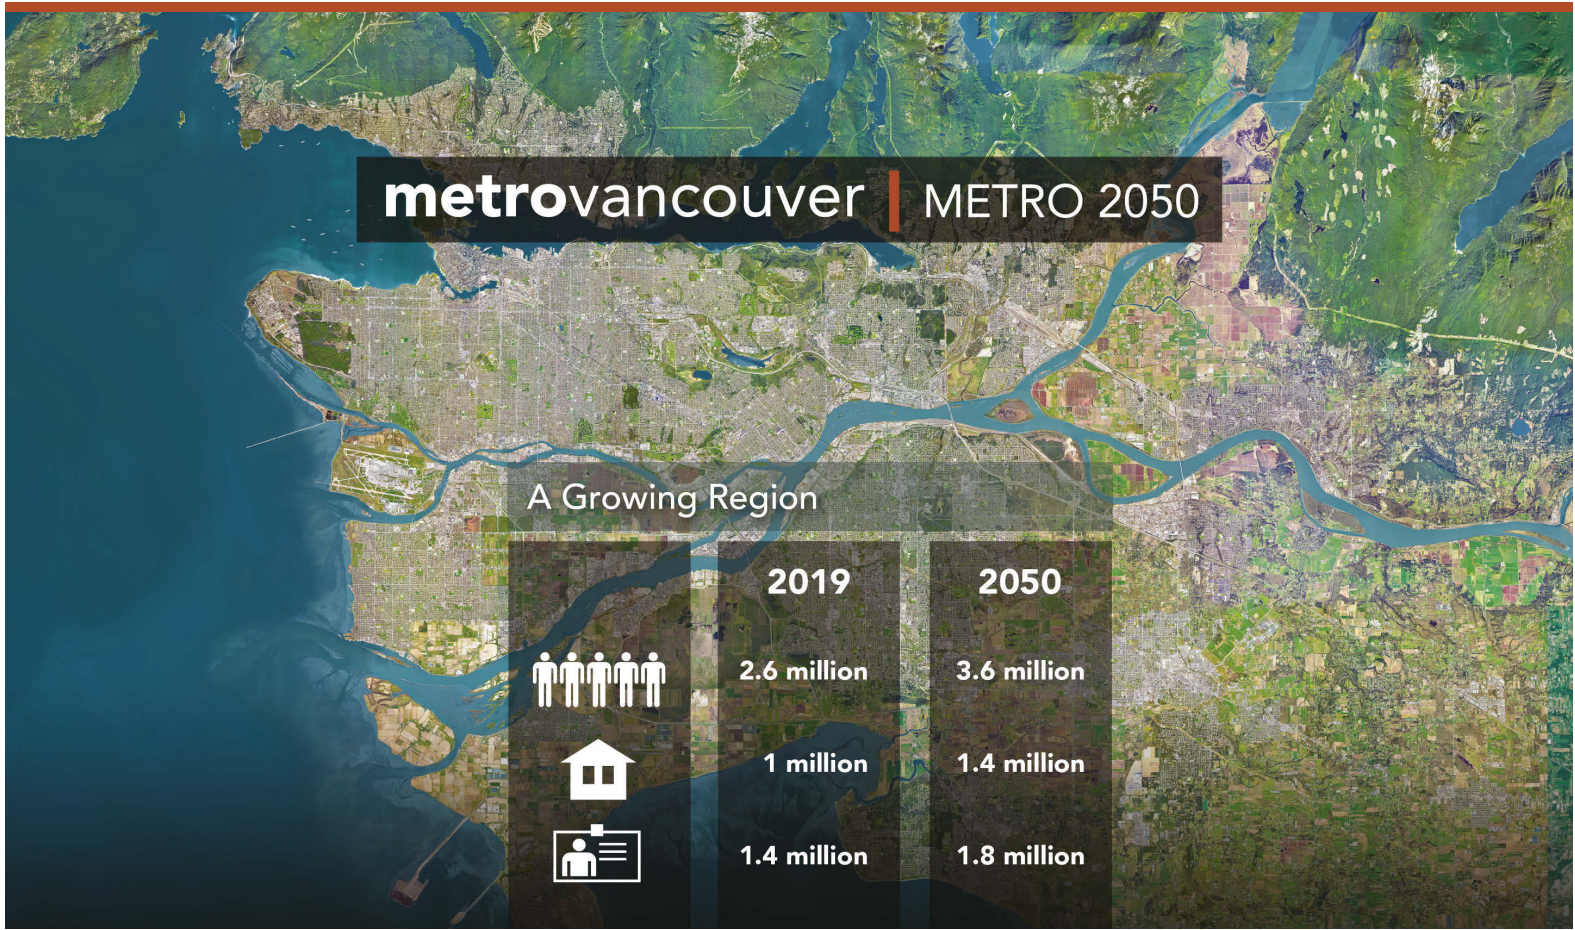 metrovancouver | METRO 2050
A Growing Region
2019 2050
2.6 million 3.6 million
1 million 1.4 million
1.4 million 1.8 million